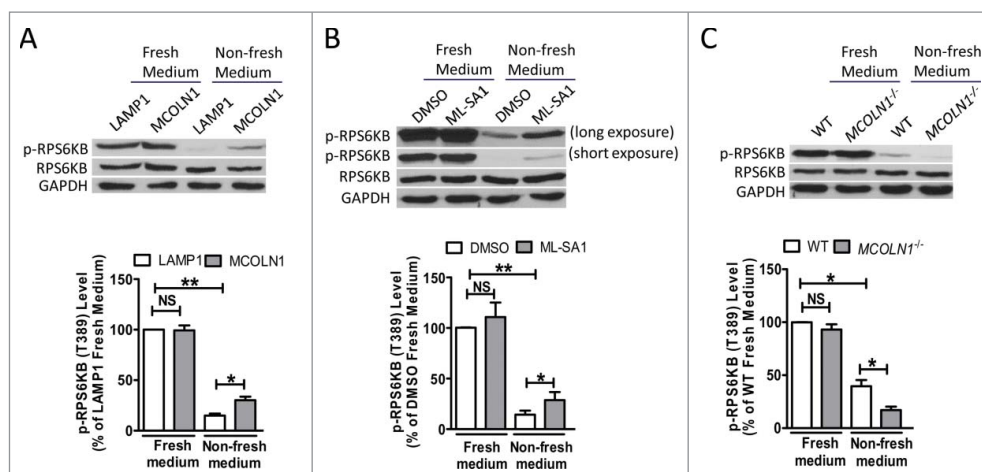 A
Fresh Medium
Non-fresh Medium
LAMP1
MCOLN1
LAMP1
MCOLN1
p-RPS6KB
RPS6KB
GAPDH
LAMP1 MCOLN1
p-RPS6KB (T389) Level
(% of LAMP1 Fresh Medium)
150
100
50
0
**
NS
*
Fresh medium
Non-fresh medium
B
Fresh Medium
Non-fresh Medium
DMSO
ML-SA1
DMSO
ML-SA1
p-RPS6KB (long exposure)
p-RPS6KB (short exposure)
RPS6KB
GAPDH
DMSO ML-SA1
p-RPS6KB (T389) Level
(% of DMSO Fresh Medium)
150
100
50
0
**
NS
*
Fresh medium
Non-fresh medium
C
Fresh Medium
Non-fresh Medium
WT
MCOLN1-/-
WT
MCOLN1-/-
p-RPS6KB
RPS6KB
GAPDH
WT MCOLN1-/-
p-RPS6KB (T389) Level
(% of WT Fresh Medium)
150
100
50
0
*
NS
*
Fresh medium
Non-fresh medium